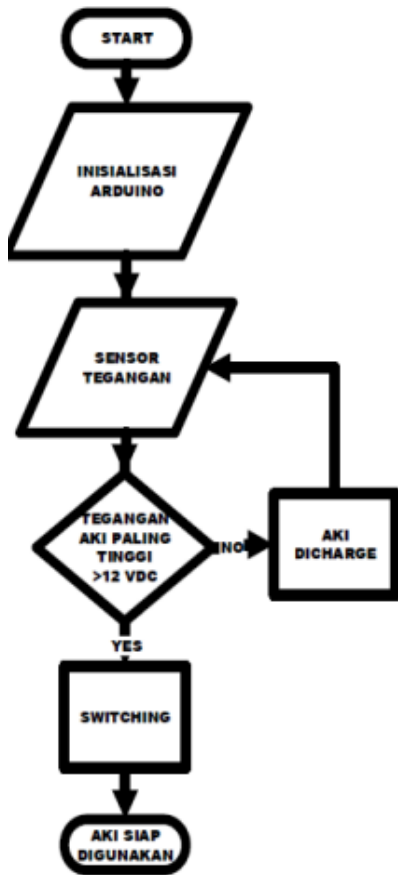 START
INISIALISASI
ARDUINO
SENSOR
TEGANGAN
TEGANGAN
AKI PALING
TINGGI
>12 VDC
NO
AKI
DICHARGE
YES
SWITCHING
AKI SIAP
DIGUNAKAN